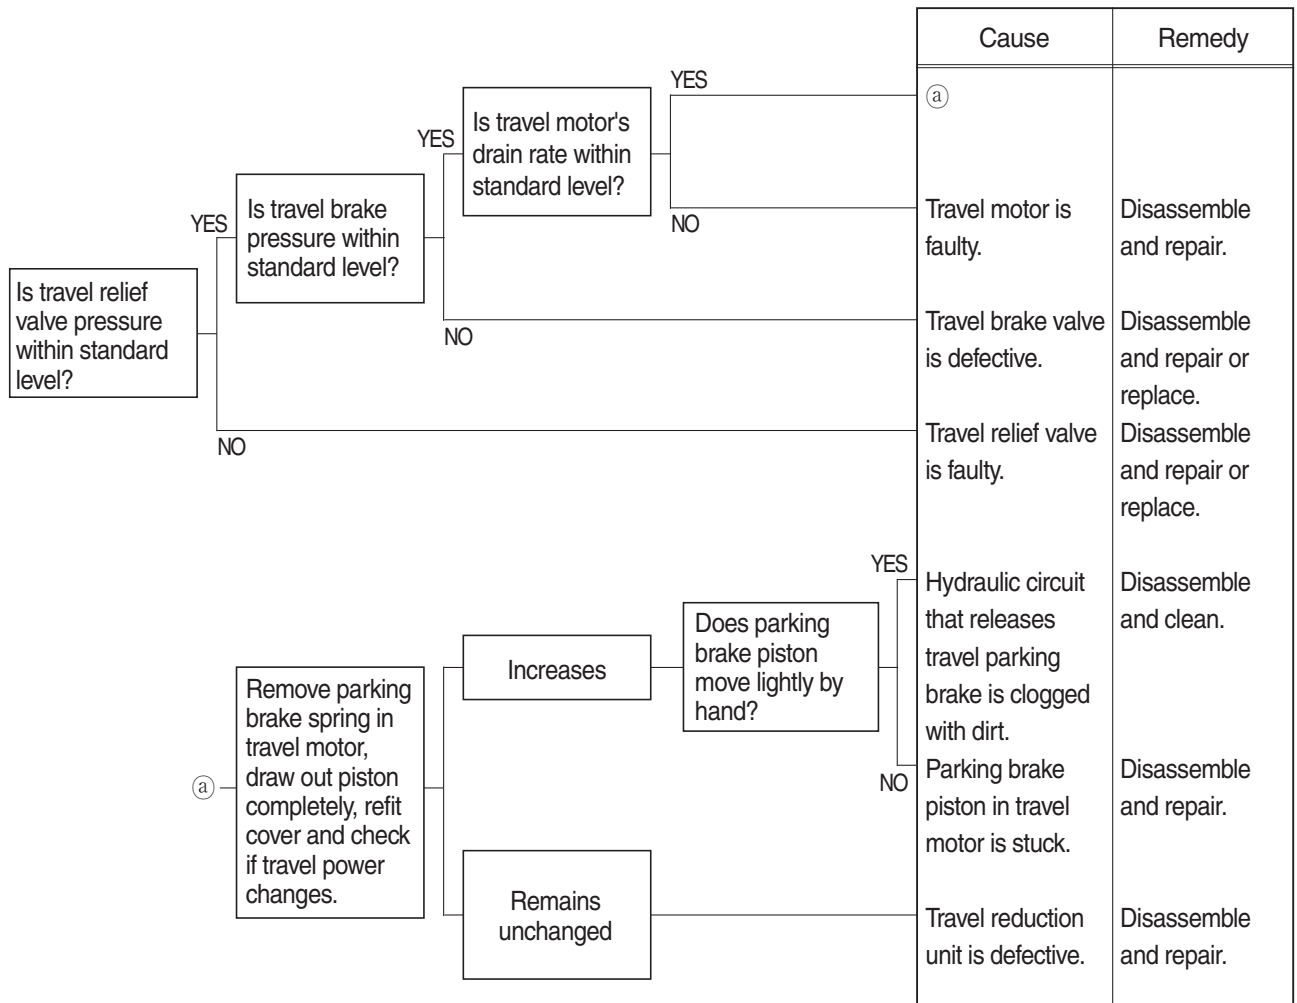 Cause
Remedy
YES
ⓐ
YES
Is travel motor's
drain rate within
standard level?
NO
Travel motor is
faulty.
Disassemble
and repair.
YES
Is travel brake
pressure within
standard level?
NO
Travel brake valve
is defective.
Disassemble
and repair or
replace.
Is travel relief
valve pressure
within standard
level?
NO
Travel relief valve
is faulty.
Disassemble
and repair or
replace.
ⓐ
Remove parking
brake spring in
travel motor,
draw out piston
completely, refit
cover and check
if travel power
changes.
Increases
Does parking
brake piston
move lightly by
hand?
YES
Hydraulic circuit
that releases
travel parking
brake is clogged
with dirt.
Disassemble
and clean.
NO
Parking brake
piston in travel
motor is stuck.
Disassemble
and repair.
Remains
unchanged
Travel reduction
unit is defective.
Disassemble
and repair.